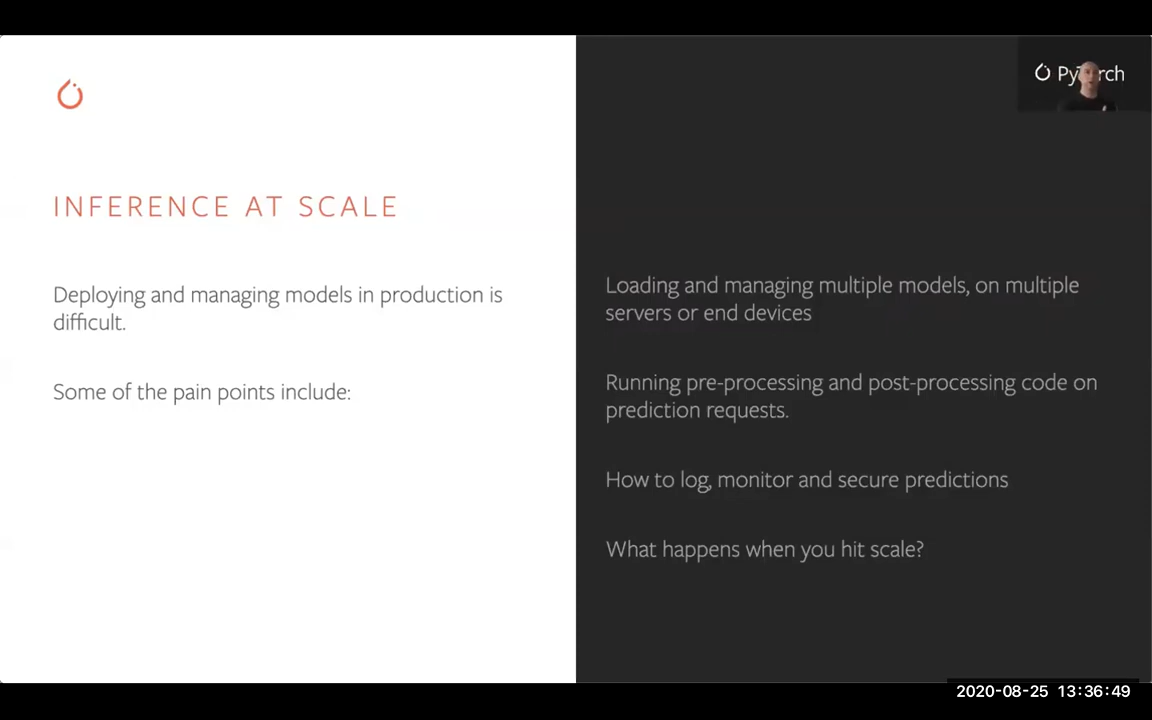 INFERENCE AT SCALE
Deploying and managing models in production is
difficult.
Some of the pain points include:
Loading and managing multiple models, on multiple
servers or end devices
Running pre-processing and post-processing code on
prediction requests.
How to log, monitor and secure predictions
What happens when you hit scale?
2020-08-25 13:36:49